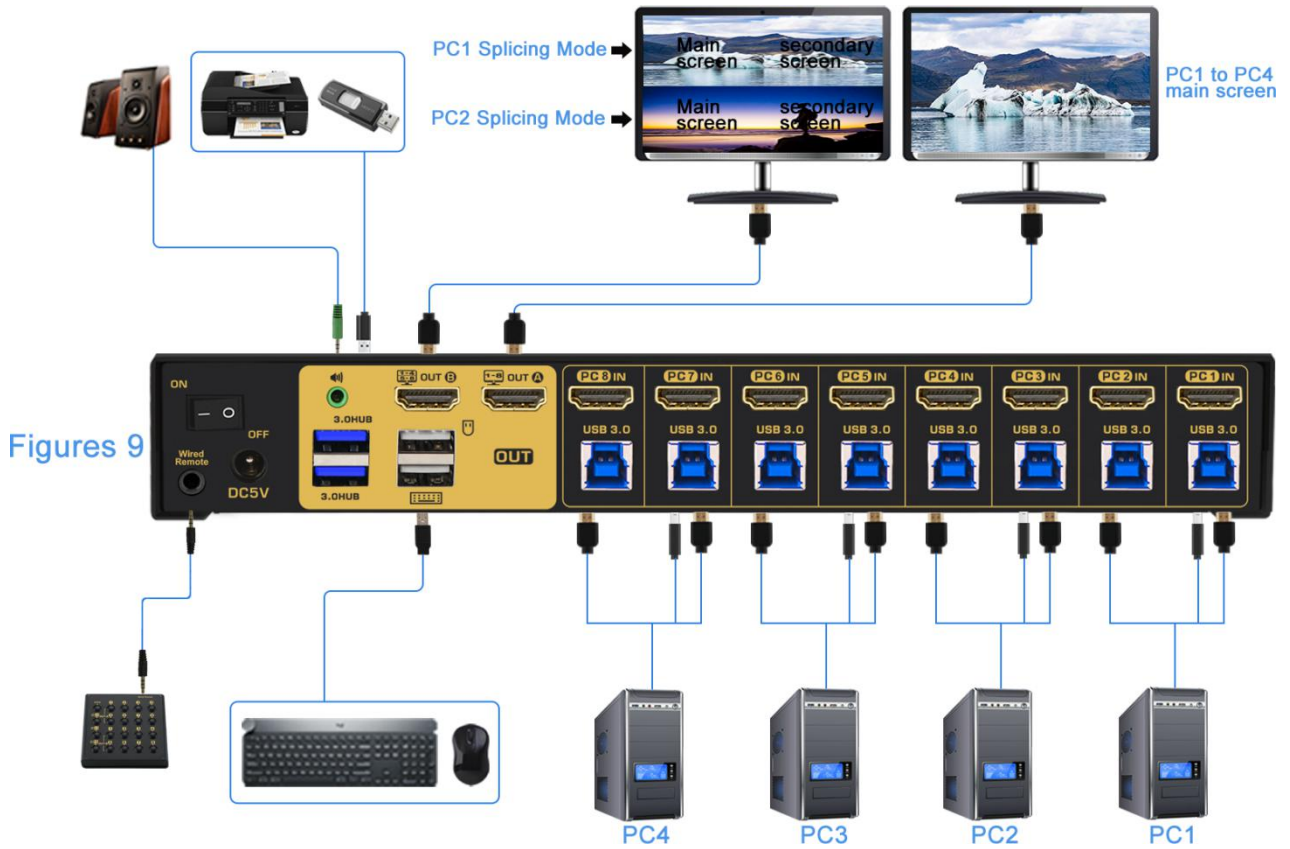 PC1 Splicing Mode
Main screen
secondary screen
PC2 Splicing Mode
Main screen
secondary screen
PC1 to PC4
main screen
Figures 9
ON
OFF
Wired
Remote
DC5V
3.0HUB
3.0HUB
OUT B
1-8 OUT A
OUT
PC 8 IN
PC 7 IN
PC 6 IN
PC 5 IN
PC 4 IN
PC 3 IN
PC 2 IN
PC 1 IN
USB 3.0
USB 3.0
USB 3.0
USB 3.0
USB 3.0
USB 3.0
USB 3.0
USB 3.0
PC4
PC3
PC2
PC1